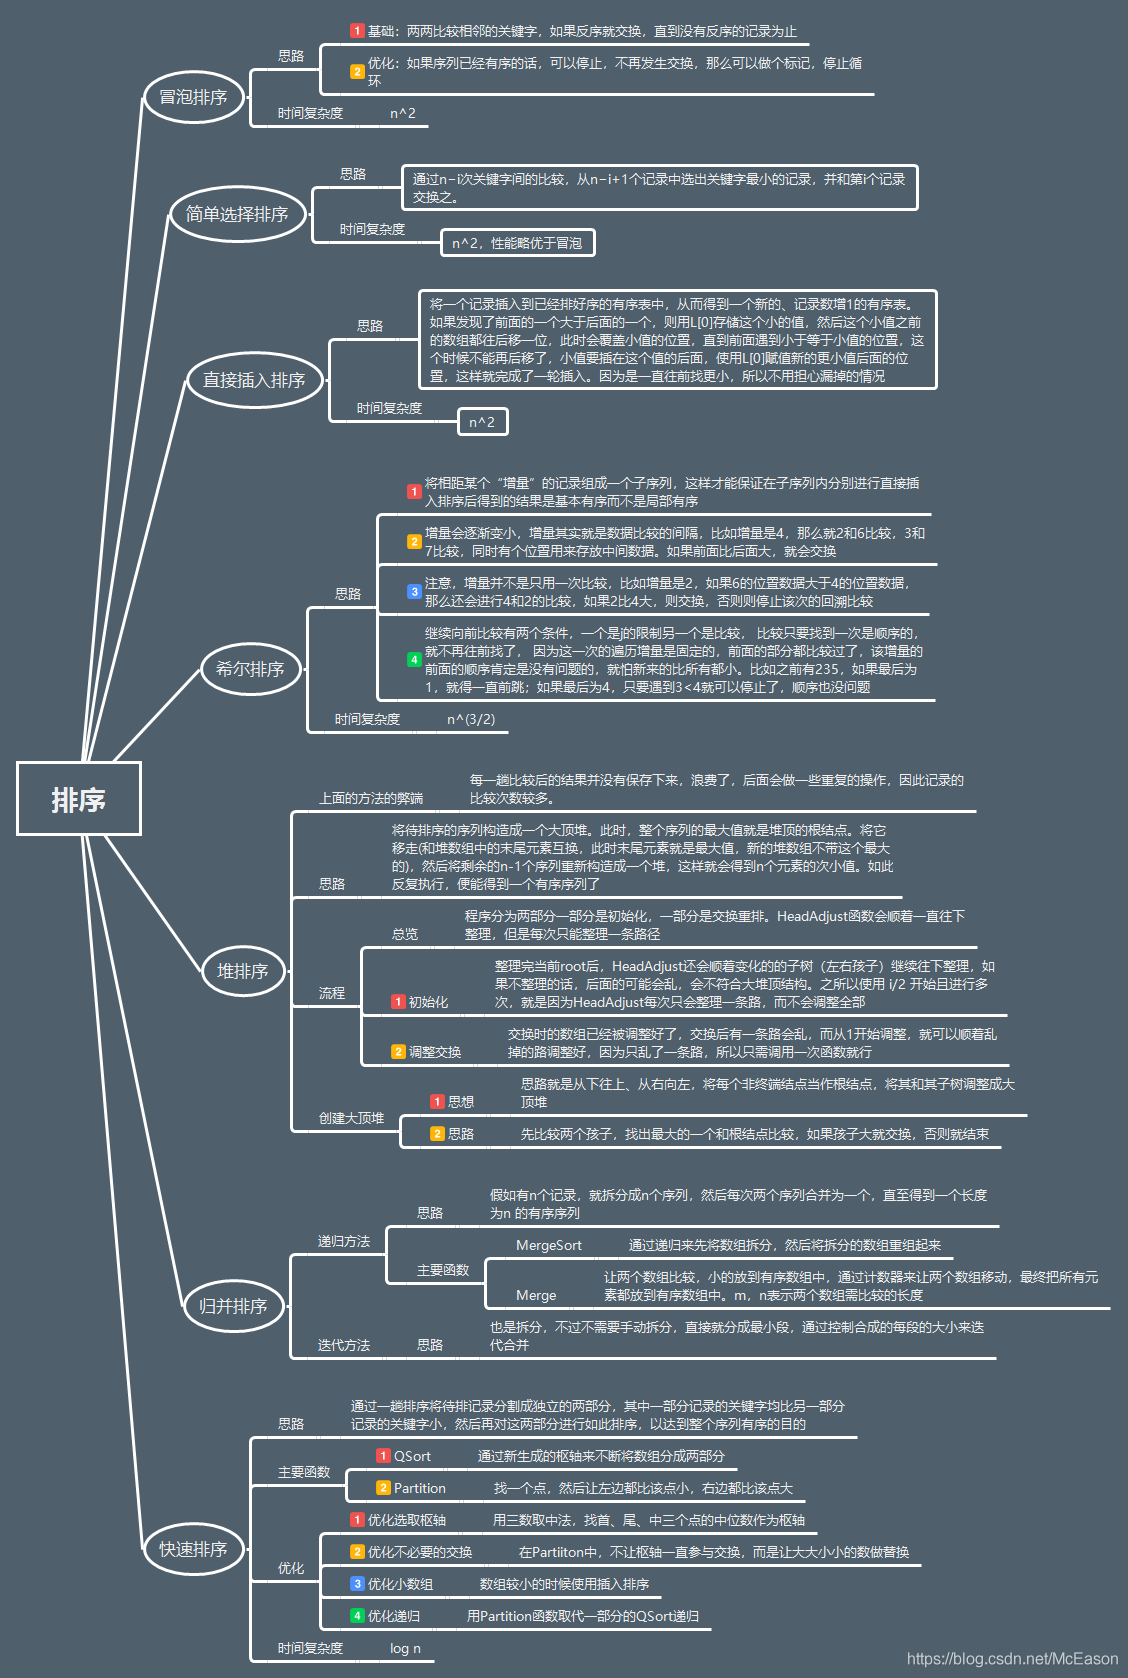 排序
冒泡排序
思路
1 基础：两两比较相邻的关键字，如果反序就交换，直到没有反序的记录为止
2 优化：如果序列已经有序的话，可以停止，不再发生交换，那么可以做个标记，停止循
环
时间复杂度
n^2
简单选择排序
思路
通过n-i次关键字间的比较，从n-i+1个记录中选出关键字最小的记录，并和第i个记录
交换之。
时间复杂度
n^2，性能略优于冒泡
直接插入排序
思路
将一个记录插入到已经排好序的有序表中，从而得到一个新的、记录数增1的有序表。
如果发现了前面的一个大于后面的一个，则用L[0]存储这个小的值，然后这个小值之前
的数组都往后移一位，此时会覆盖小值的位置，直到前面遇到小于等于小值的位置，这
个时候不能再后移了，小值要插在这个值的后面，使用L[0]赋值新的更小值后面的位
置，这样就完成了一轮插入。因为是一直往前找更小，所以不用担心漏掉的情况
时间复杂度
n^2
希尔排序
思路
1 将相距某个“增量”的记录组成一个子序列，这样才能保证在子序列内分别进行直接插
入排序后得到的结果是基本有序而不是局部有序
2 增量会逐渐变小，增量其实就是数据比较的间隔，比如增量是4，那么就2和6比较，3和
7比较，同时有个位置用来存放中间数据。如果前面比后面大，就会交换
3 注意，增量并不是只用一次比较，比如增量是2，如果6的位置数据大于4的位置数据，
那么还会进行4和2的比较，如果2比4大，则交换，否则则停止该次的回溯比较
4 继续向前比较有两个条件，一个是j的限制另一个是比较， 比较只要找到一次是顺序的，
就不再往前找了， 因为这一次的遍历增量是固定的，前面的部分都比较过了，该增量的
前面的顺序肯定是没有问题的，就怕新来的比所有都小。比如之前有235，如果最后为
1，就得一直前跳；如果最后为4，只要遇到3<4就可以停止了，顺序也没问题
时间复杂度
n^(3/2)
堆排序
上面的方法的弊端
每一趟比较后的结果并没有保存下来，浪费了，后面会做一些重复的操作，因此记录的
比较次数较多。
思路
将待排序的序列构造成一个大顶堆。此时，整个序列的最大值就是堆顶的根结点。将它
移走(和堆数组中的末尾元素互换，此时末尾元素就是最大值，新的堆数组不带这个最大
的)，然后将剩余的n-1个序列重新构造成一个堆，这样就会得到n个元素的次小值。如此
反复执行，便能得到一个有序序列了
流程
总览
程序分为两部分一部分是初始化，一部分是交换重排。HeadAdjust函数会顺着一直往下
整理，但是每次只能整理一条路径
1 初始化
整理完当前root后，HeadAdjust还会顺着变化的的子树（左右孩子）继续往下整理，如
果不整理的话，后面的可能会乱，会不符合大堆顶结构。之所以使用 i/2 开始且进行多
次，就是因为HeadAdjust每次只会整理一条路，而不会调整全部
2 调整交换
交换时的数组已经被调整好了，交换后有一条路会乱，而从1开始调整，就可以顺着乱
掉的路调整好，因为只乱了一条路，所以只需调用一次函数就行
创建大顶堆
1 思想
思路就是从下往上、从右向左，将每个非终端结点当作根结点，将其和其子树调整成大
顶堆
2 思路
先比较两个孩子，找出最大的一个和根结点比较，如果孩子大就交换，否则就结束
归并排序
递归方法
思路
假如有n个记录，就拆分成n个序列，然后每次两个序列合并为一个，直至得到一个长度
为n 的有序序列
主要函数
MergeSort
通过递归来先将数组拆分，然后将拆分的数组重组起来
Merge
让两个数组比较，小的放到有序数组中，通过计数器来让两个数组移动，最终把所有元
素都放到有序数组中。m，n表示两个数组需比较的长度
迭代方法
思路
也是拆分，不过不需要手动拆分，直接就分成最小段，通过控制合成的每段的大小来迭
代合并
快速排序
思路
通过一趟排序将待排记录分割成独立的两部分，其中一部分记录的关键字均比另一部分
记录的关键字小，然后再对这两部分进行如此排序，以达到整个序列有序的目的
主要函数
1 QSort
通过新生成的枢轴来不断将数组分成两部分
2 Partition
找一个点，然后让左边都比该点小，右边都比该点大
优化
1 优化选取枢轴
用三数取中法，找首、尾、中三个点的中位数作为枢轴
2 优化不必要的交换
在Partiiton中，不让枢轴一直参与交换，而是让大大小小的数做替换
3 优化小数组
数组较小的时候使用插入排序
4 优化递归
用Partition函数取代一部分的QSort递归
时间复杂度
log n
https://blog.csdn.net/McEason